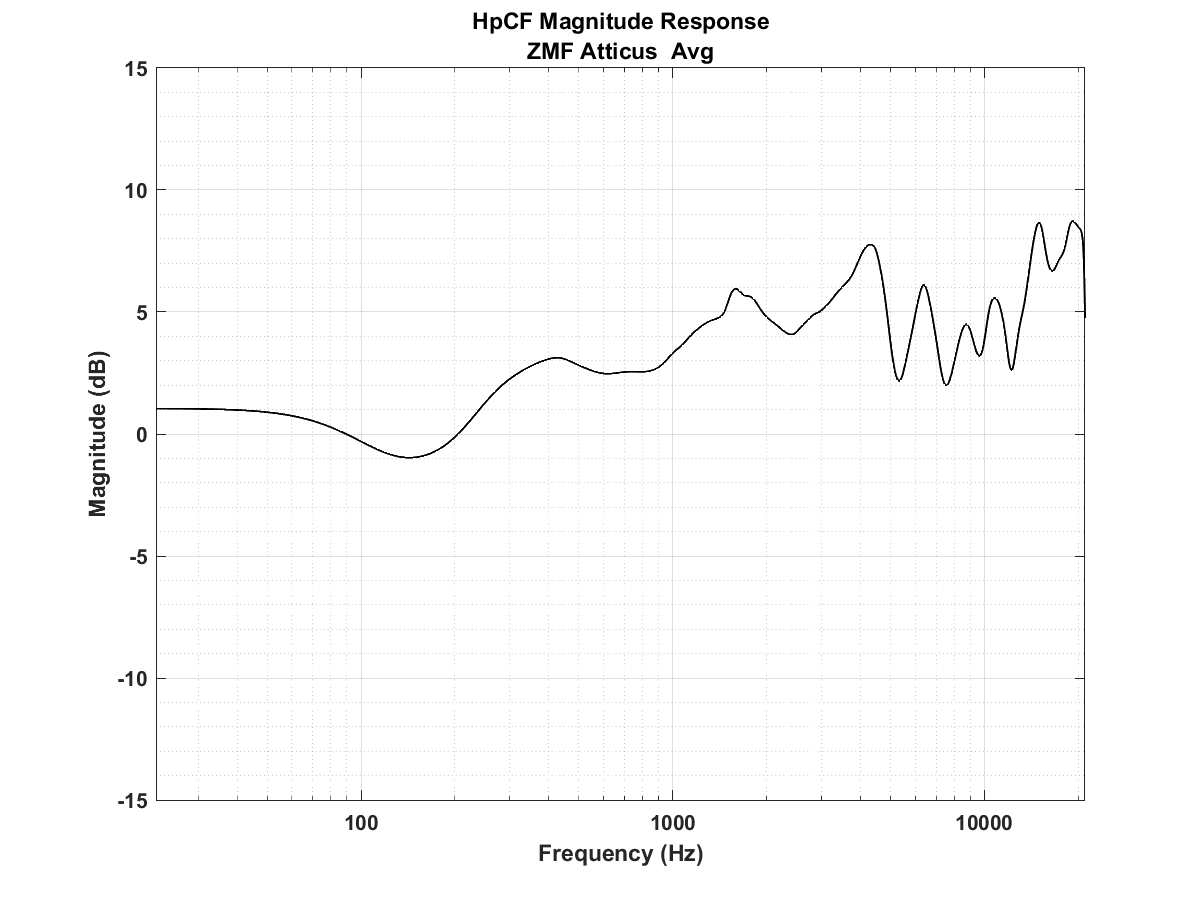 HpCF Magnitude Response
ZMF Atticus  Avg
15
10
5
0
-5
-10
-15
Magnitude (dB)
100
1000
10000
Frequency (Hz)